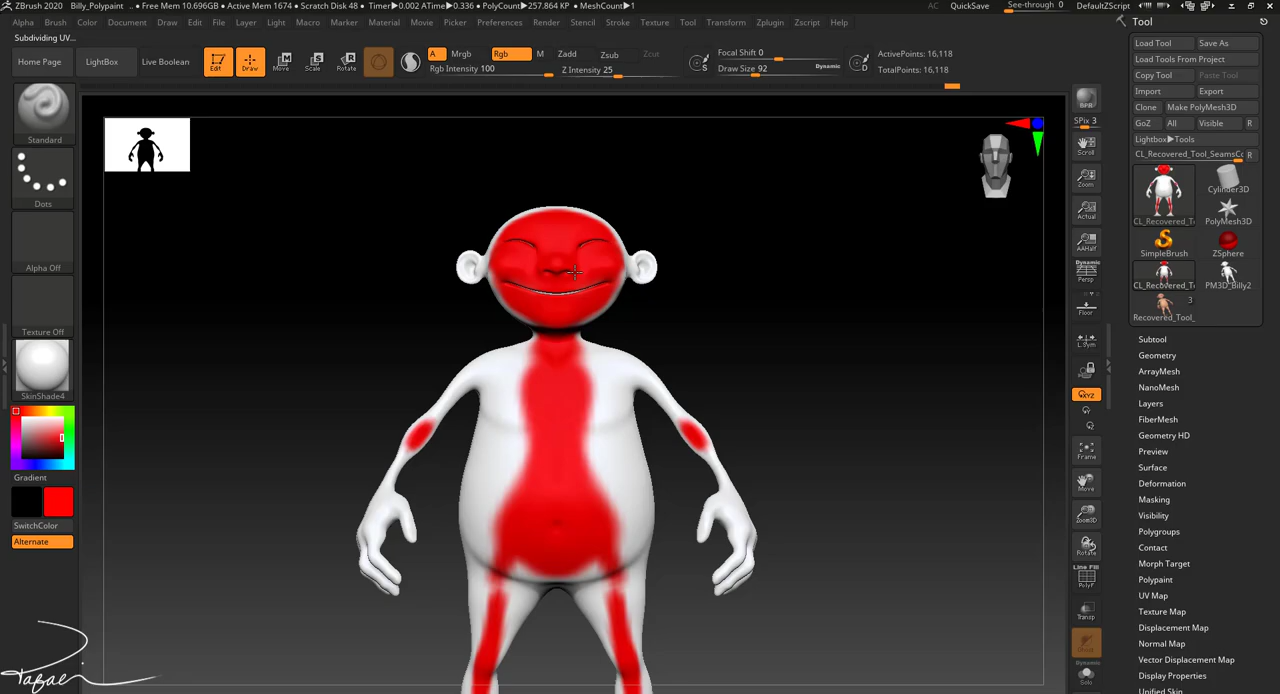 ZBrush 2020 Billy_Polypaint • Free Mem 10.696GB • Active Mem 1674 • Scratch Disk 48 • Timer▶0.002 ATime▶0.336 • PolyCount▶257.864 KP • MeshCount▶1 AC QuickSave See-through 0 DefaultZScript
Alpha Brush Color Document Draw Edit File Layer Light Macro Marker Material Movie Picker Preferences Render Stencil Stroke Texture Tool Transform Zplugin Zscript Help
Subdividing UV...
Home Page LightBox Live Boolean Edit Draw Move Scale Rotate
A Mrgb Rgb M Zadd Zsub Zcut
Rgb Intensity 100 Z Intensity 25
Focal Shift 0
Draw Size 92 Dynamic
S D
ActivePoints: 16,118
TotalPoints: 16,118
Standard
Dots
Alpha Off
Texture Off
SkinShade4
Gradient
SwitchColor
Alternate
BPR
SPix 3
Scroll
Zoom
Actual
AAHalf
Dynamic
Persp
Floor
L.Sym
XYZ
Frame
Move
Zoom3D
Rotate
Line Fill
PolyF
Transp
Dynamic
Solo
Tool
Load Tool Save As
Load Tools From Project
Copy Tool Paste Tool
Import Export
Clone Make PolyMesh3D
GoZ All Visible R
Lightbox▶Tools
CL_Recovered_Tool_SeamsCo R
CL_Recovered_To Cylinder3D
PolyMesh3D
SimpleBrush ZSphere
CL_Recovered_To PM3D_Billy2
3
Recovered_Tool_
Subtool
Geometry
ArrayMesh
NanoMesh
Layers
FiberMesh
Geometry HD
Preview
Surface
Deformation
Masking
Visibility
Polygroups
Contact
Morph Target
Polypaint
UV Map
Texture Map
Displacement Map
Normal Map
Vector Displacement Map
Display Properties
Unified Skin